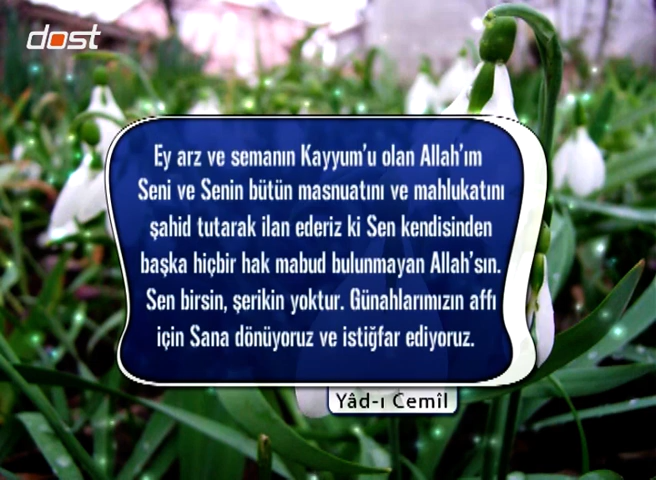 dost
Ey arz ve semanın Kayyum'u olan Allah'ım
Seni ve Senin bütün masnuatını ve mahlukatını
şahid tutarak ilan ederiz ki Sen kendisinden
başka hiçbir hak mabud bulunmayan Allah'sın.
Sen birsin, şerikin yoktur. Günahlarımızın affı
için Sana dönüyoruz ve istiğfar ediyoruz.
Yâd-ı Cemîl